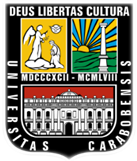 DEUS LIBERTAS CULTURA
MDCCCXCII - MCMLVIII
UNIVERSITAS CARABOBENSIS